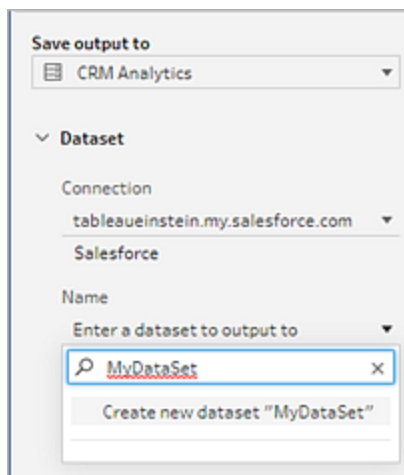 Save output to
CRM Analytics
Dataset
Connection
tableaueinstein.my.salesforce.com
Salesforce
Name
Enter a dataset to output to
MyDataSet
Create new dataset "MyDataSet"